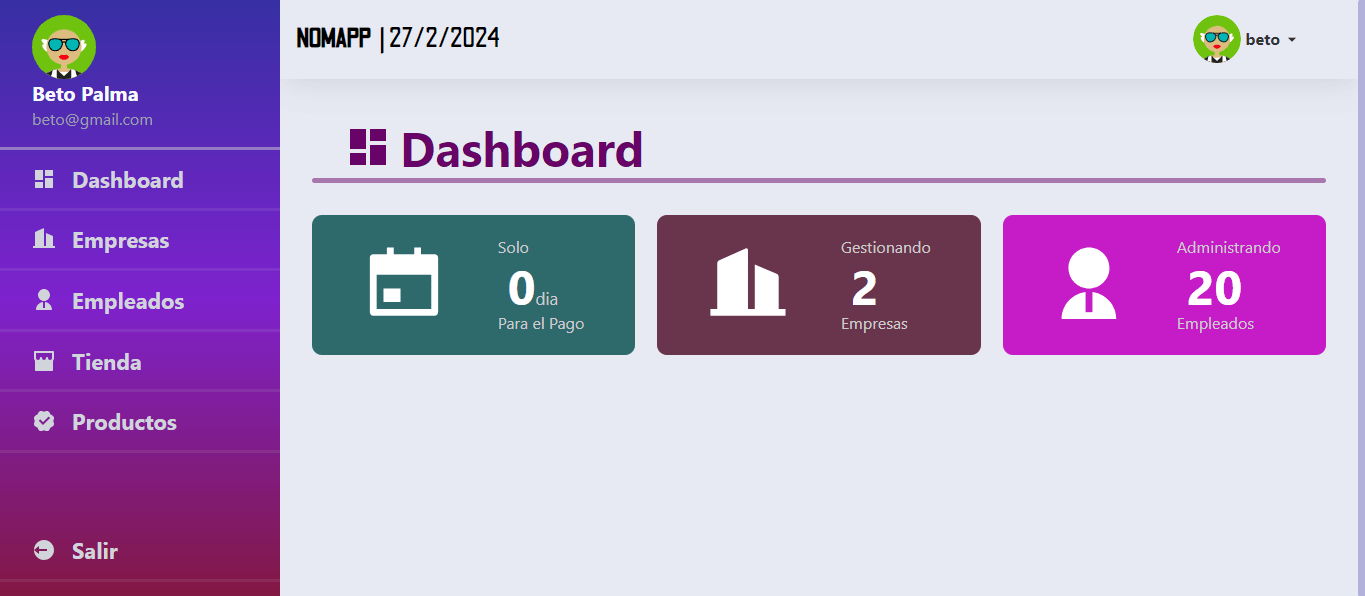 Beto Palma
beto@gmail.com
Dashboard
Empresas
Empleados
Tienda
Productos
Salir
NOMAPP | 27/2/2024
beto
Dashboard
Solo
0dia
Para el Pago
Gestionando
2
Empresas
Administrando
20
Empleados